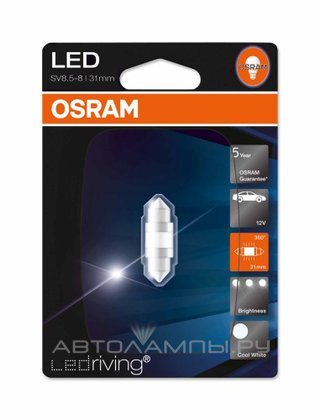 LED
SV8.5-8 | 31mm
OSRAM
OSRAM
5 Year
OSRAM
Guarantee*
12V
360°
31mm
Brightness
Cool White
Автолампы.ру
LEDriving®